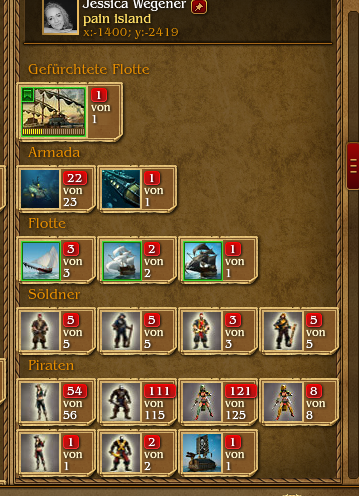 Jessica Wegener
pain island
x:-1400; y:-2419
Gefürchtete Flotte
1
von
1
Armada
22 1
von von
23 1
Flotte
3 2 1
von von von
3 2 1
Söldner
5 5 3 5
von von von von
5 5 3 5
Piraten
54 111 121 8
von von von von
56 115 125 8
1 2 1
von von von
1 2 1